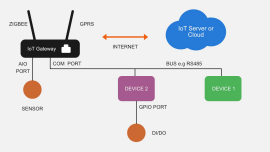 ZIGBEE
GPRS
IoT Server or
Cloud
IoT Gateway
INTERNET
AIO
PORT
COM PORT
BUS e.g RS485
SENSOR
DEVICE 2
DEVICE 1
GPIO PORT
DI/DO